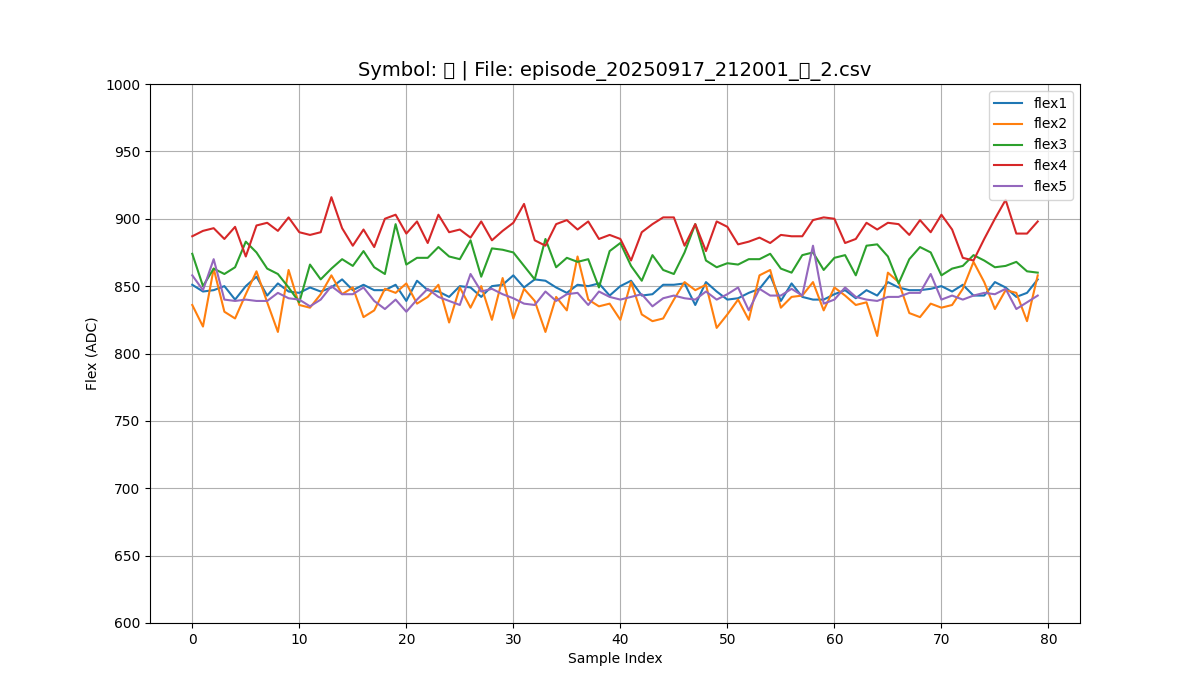 Symbol: | File: episode_20250917_212001_ _2.csv
flex1
flex2
flex3
flex4
flex5
Flex (ADC)
1000
950
900
850
800
750
700
650
600
0 10 20 30 40 50 60 70 80
Sample Index